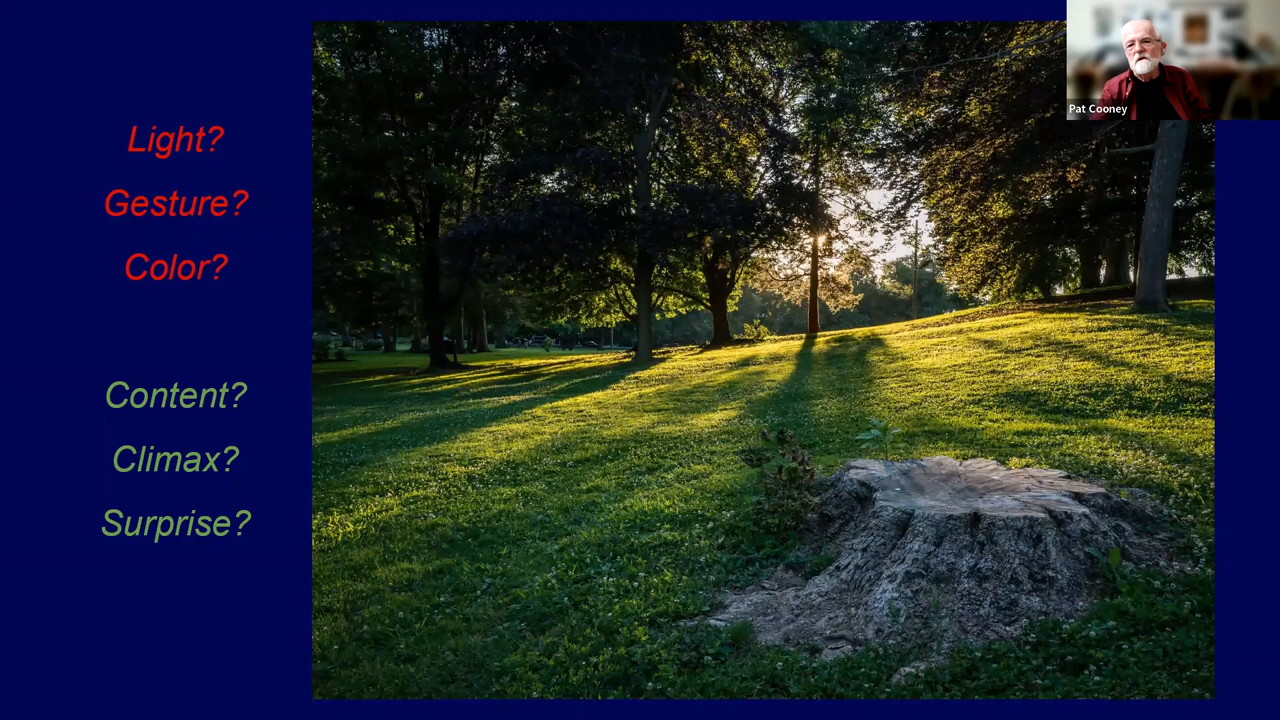 Light?
Gesture?
Color?
Content?
Climax?
Surprise?
Pat Cooney